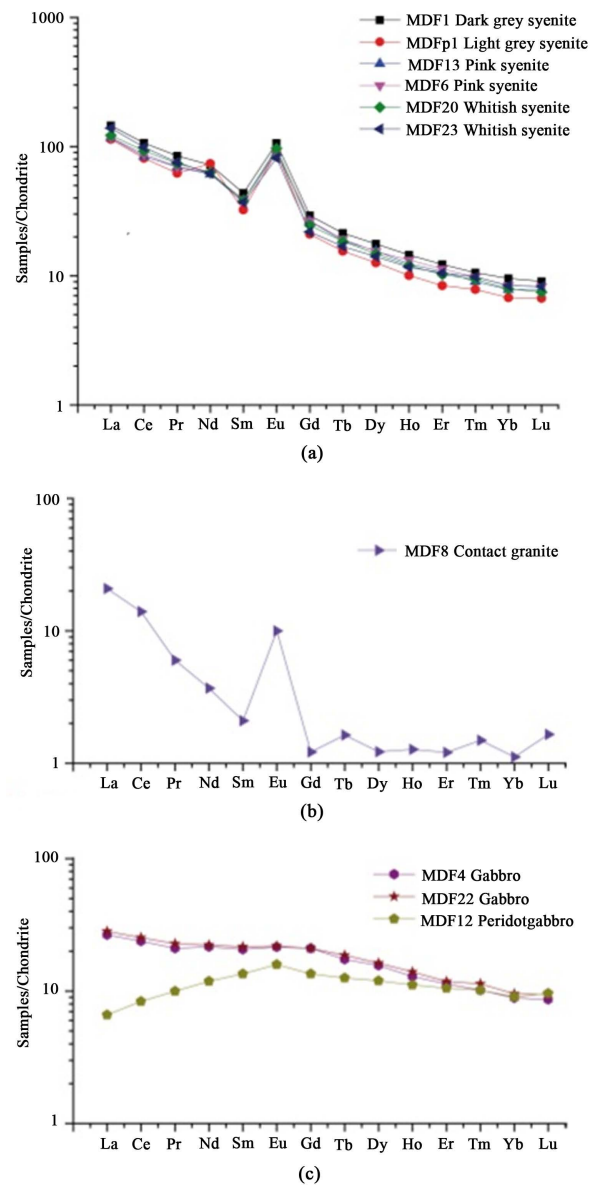 1000
100
10
1
Samples/Chondrite
MDF1 Dark grey syenite
MDFp1 Light grey syenite
MDF13 Pink syenite
MDF6 Pink syenite
MDF20 Whitish syenite
MDF23 Whitish syenite
La Ce Pr Nd Sm Eu Gd Tb Dy Ho Er Tm Yb Lu
(a)
100
10
1
Samples/Chondrite
MDF8 Contact granite
La Ce Pr Nd Sm Eu Gd Tb Dy Ho Er Tm Yb Lu
(b)
100
10
1
Samples/Chondrite
MDF4 Gabbro
MDF22 Gabbro
MDF12 Peridotgabbro
La Ce Pr Nd Sm Eu Gd Tb Dy Ho Er Tm Yb Lu
(c)